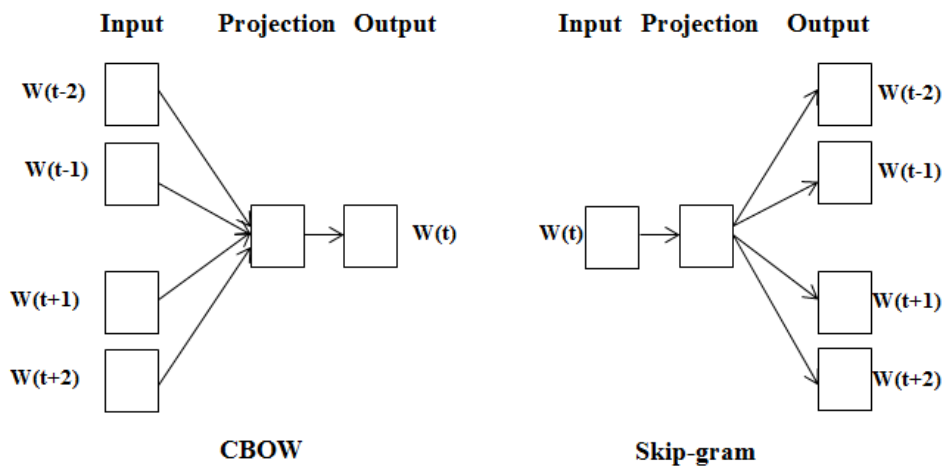 Input Projection Output
W(t-2)
W(t-1)
W(t)
W(t+1)
W(t+2)
CBOW
Input Projection Output
W(t-2)
W(t-1)
W(t)
W(t+1)
W(t+2)
Skip-gram